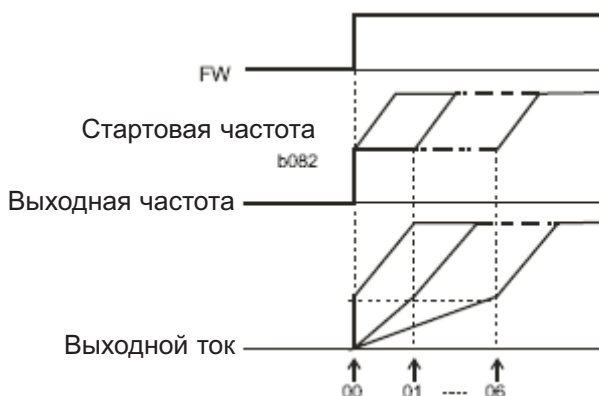 FW
Стартовая частота
b082
Выходная частота
Выходной ток
00 01 ---- 06